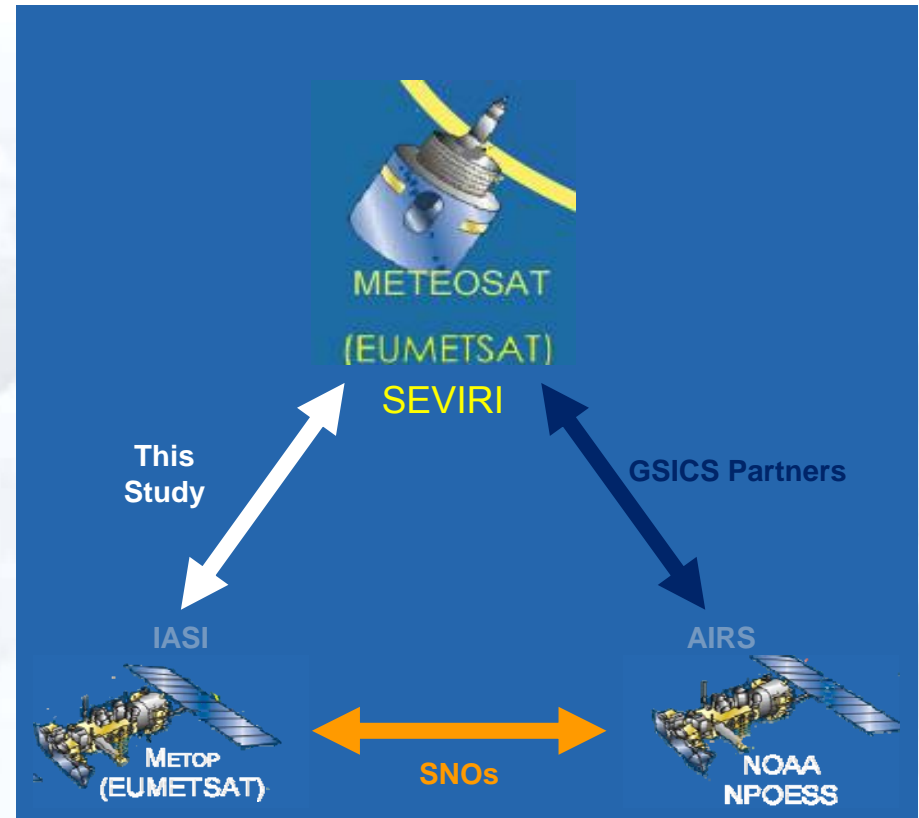 METEOSAT
(EUMETSAT)
SEVIRI
This
Study
GSICS Partners
IASI
AIRS
METOP
(EUMETSAT)
SNOs
NOAA
NPOESS